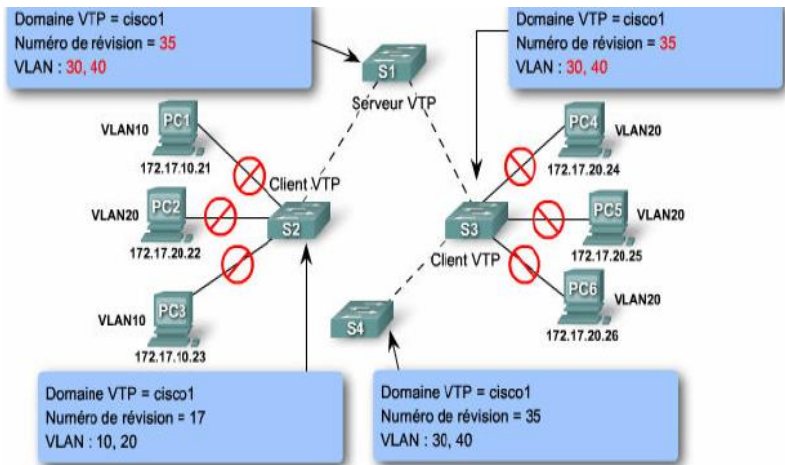 Domaine VTP = cisco1
Numéro de révision = 35
VLAN : 30, 40
Domaine VTP = cisco1
Numéro de révision = 35
VLAN : 30, 40
S1
Serveur VTP
PC1
VLAN10
172.17.10.21
PC4
VLAN20
172.17.20.24
Client VTP
PC2
VLAN20
172.17.20.22
S2
S3
PC5
VLAN20
172.17.20.25
Client VTP
PC3
VLAN10
172.17.10.23
S4
PC6
VLAN20
172.17.20.26
Domaine VTP = cisco1
Numéro de révision = 17
VLAN : 10, 20
Domaine VTP = cisco1
Numéro de révision = 35
VLAN : 30, 40